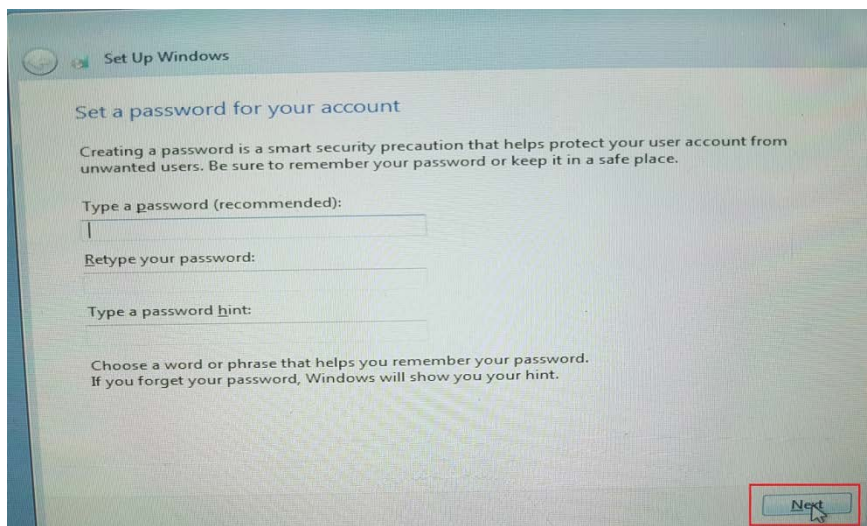 Set Up Windows
Set a password for your account
Creating a password is a smart security precaution that helps protect your user account from
unwanted users. Be sure to remember your password or keep it in a safe place.
Type a password (recommended):
Retype your password:
Type a password hint:
Choose a word or phrase that helps you remember your password.
If you forget your password, Windows will show you your hint.
Next